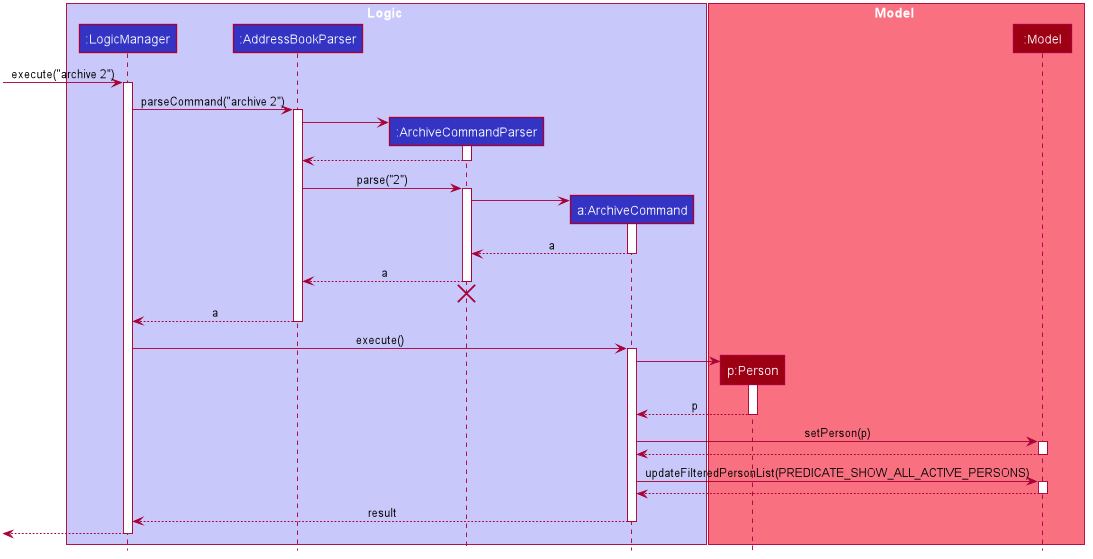 Logic
Model
:LogicManager
:AddressBookParser
:Model
execute("archive 2")
parseCommand("archive 2")
:ArchiveCommandParser
parse("2")
a:ArchiveCommand
a
a
a
execute()
p:Person
p
setPerson(p)
updateFilteredPersonList(PREDICATE_SHOW_ALL_ACTIVE_PERSONS)
result